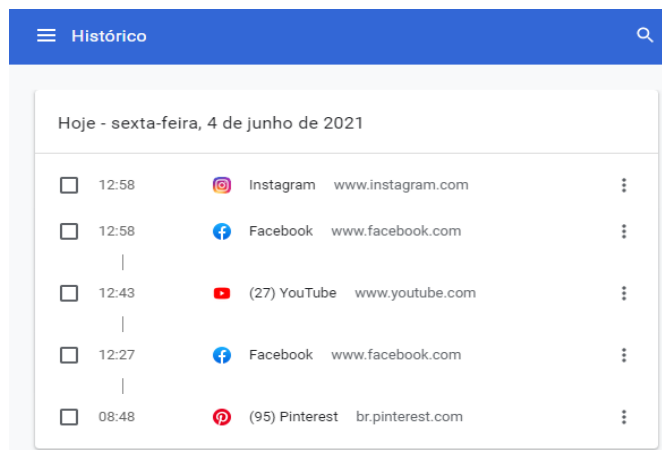 Histórico
Hoje - sexta-feira, 4 de junho de 2021
12:58 Instagram www.instagram.com
12:58 Facebook www.facebook.com
12:43 (27) YouTube www.youtube.com
12:27 Facebook www.facebook.com
08:48 (95) Pinterest br.pinterest.com